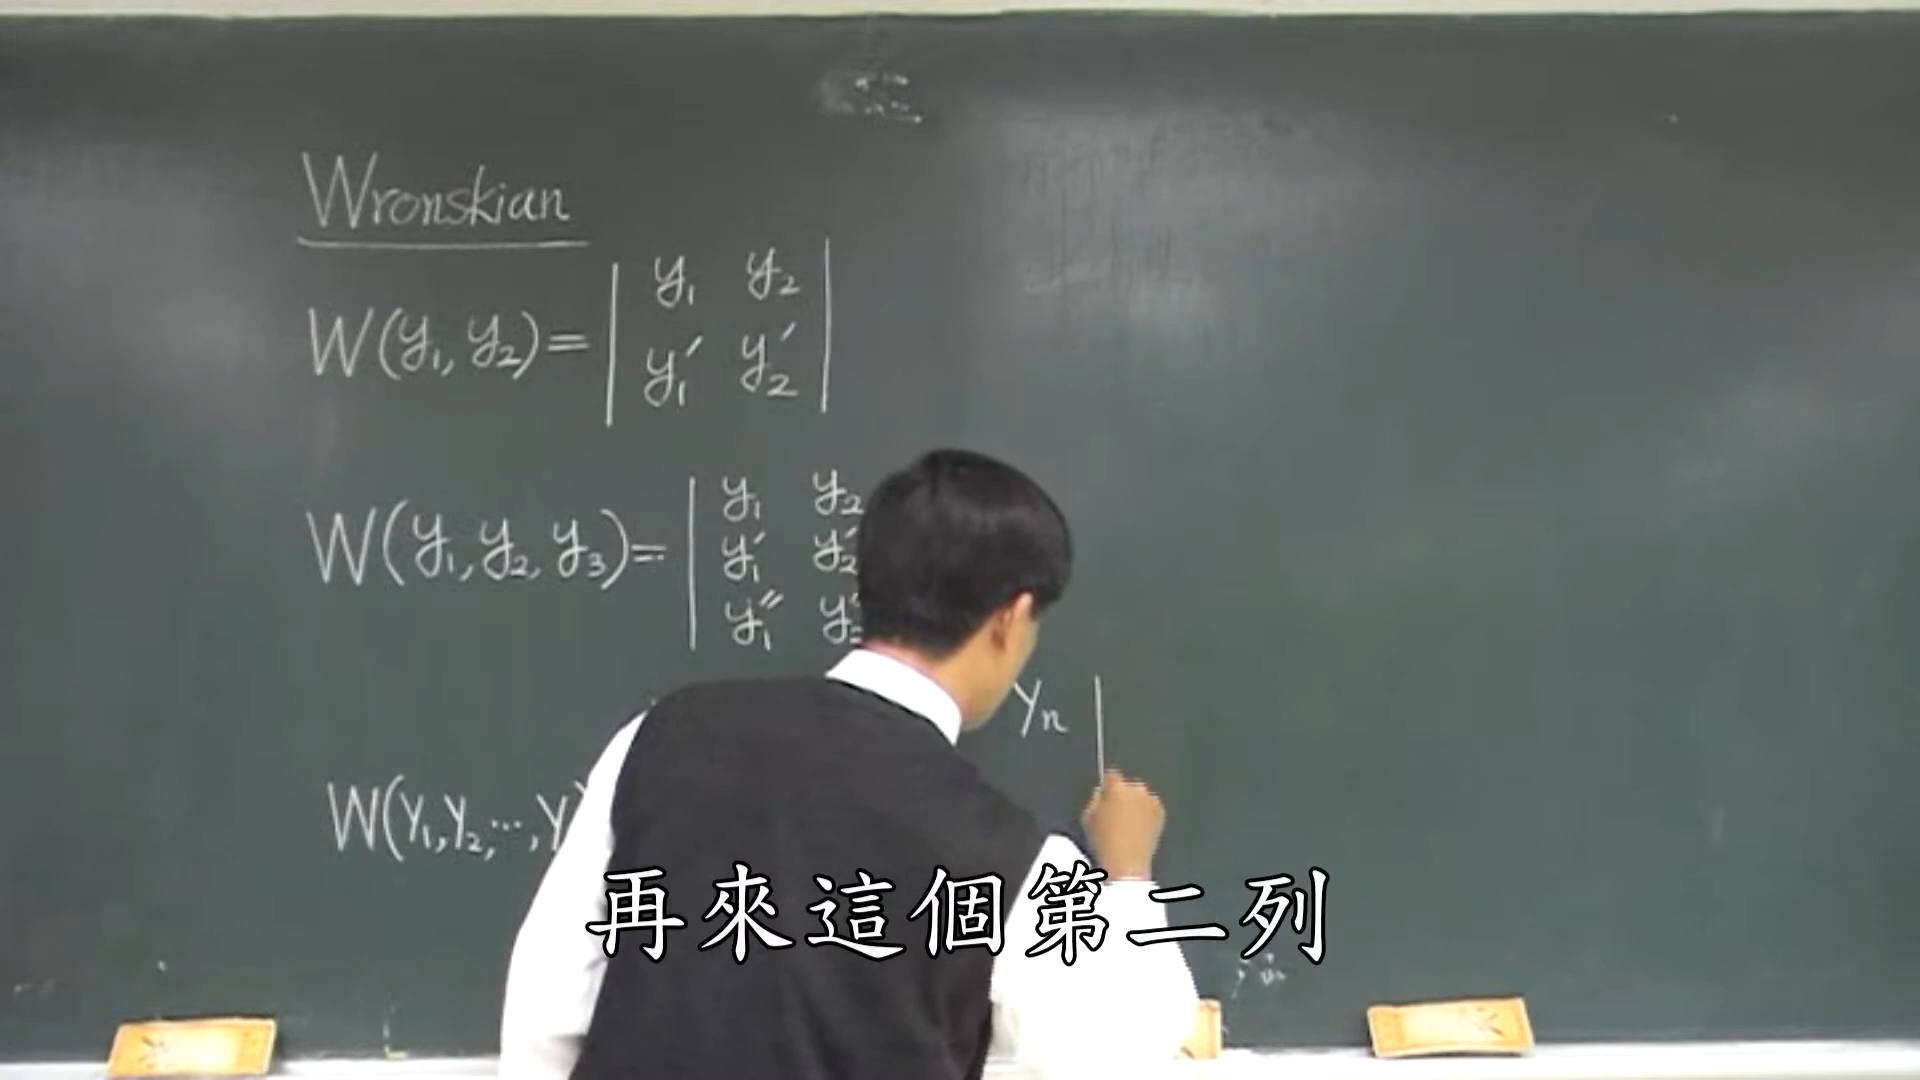 Wronskian
W(y₁, y₂) = | y₁ y₂ |
| y₁′ y₂′ |
W(y₁, y₂, y₃) = | y₁ y₂
y₁′ y₂′
y₁″
yₙ |
W(y₁, y₂, ..., y
再來這個第二列